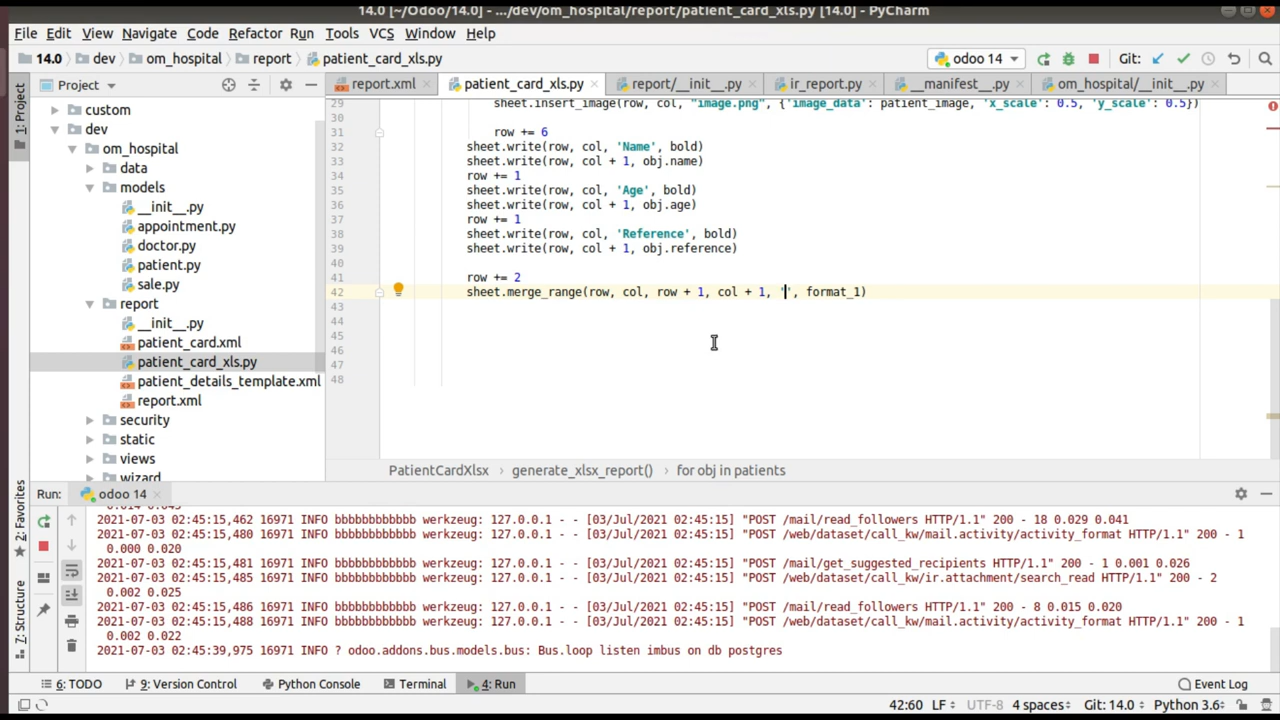 14.0 [~/Odoo/14.0] - .../dev/om_hospital/report/patient_card_xls.py [14.0] - PyCharm
File Edit View Navigate Code Refactor Run Tools VCS Window Help
14.0 dev om_hospital report patient_card_xls.py odoo 14 Git:
Project report.xml patient_card_xls.py report/__init__.py ir_report.py __manifest__.py om_hospital/__init__.py
1: Project
custom
dev
om_hospital
data
models
__init__.py
appointment.py
doctor.py
patient.py
sale.py
report
__init__.py
patient_card.xml
patient_card_xls.py
patient_details_template.xml
report.xml
security
static
views
wizard
29 sheet.insert_image(row, col, "image.png", {'image_data': patient_image, 'x_scale': 0.5, 'y_scale': 0.5})
30
31 row += 6
32 sheet.write(row, col, 'Name', bold)
33 sheet.write(row, col + 1, obj.name)
34 row += 1
35 sheet.write(row, col, 'Age', bold)
36 sheet.write(row, col + 1, obj.age)
37 row += 1
38 sheet.write(row, col, 'Reference', bold)
39 sheet.write(row, col + 1, obj.reference)
40
41 row += 2
42 sheet.merge_range(row, col, row + 1, col + 1, '', format_1)
43
44
45
46
47
48
PatientCardXlsx › generate_xlsx_report() › for obj in patients
Run: odoo 14
2: Favorites
7: Structure
0.014 0.045
2021-07-03 02:45:15,462 16971 INFO bbbbbbbbbbbb werkzeug: 127.0.0.1 - - [03/Jul/2021 02:45:15] "POST /mail/read_followers HTTP/1.1" 200 - 18 0.029 0.041
2021-07-03 02:45:15,480 16971 INFO bbbbbbbbbbbb werkzeug: 127.0.0.1 - - [03/Jul/2021 02:45:15] "POST /web/dataset/call_kw/mail.activity/activity_format HTTP/1.1" 200 - 1
0.000 0.020
2021-07-03 02:45:15,481 16971 INFO bbbbbbbbbbbb werkzeug: 127.0.0.1 - - [03/Jul/2021 02:45:15] "POST /mail/get_suggested_recipients HTTP/1.1" 200 - 1 0.001 0.026
2021-07-03 02:45:15,485 16971 INFO bbbbbbbbbbbb werkzeug: 127.0.0.1 - - [03/Jul/2021 02:45:15] "POST /web/dataset/call_kw/ir.attachment/search_read HTTP/1.1" 200 - 2
0.002 0.025
2021-07-03 02:45:15,486 16971 INFO bbbbbbbbbbbb werkzeug: 127.0.0.1 - - [03/Jul/2021 02:45:15] "POST /mail/read_followers HTTP/1.1" 200 - 8 0.015 0.020
2021-07-03 02:45:15,488 16971 INFO bbbbbbbbbbbb werkzeug: 127.0.0.1 - - [03/Jul/2021 02:45:15] "POST /web/dataset/call_kw/mail.activity/activity_format HTTP/1.1" 200 - 1
0.002 0.022
2021-07-03 02:45:39,975 16971 INFO ? odoo.addons.bus.models.bus: Bus.loop listen imbus on db postgres
6: TODO 9: Version Control Python Console Terminal 4: Run Event Log
42:60 LF UTF-8 4 spaces Git: 14.0 Python 3.6